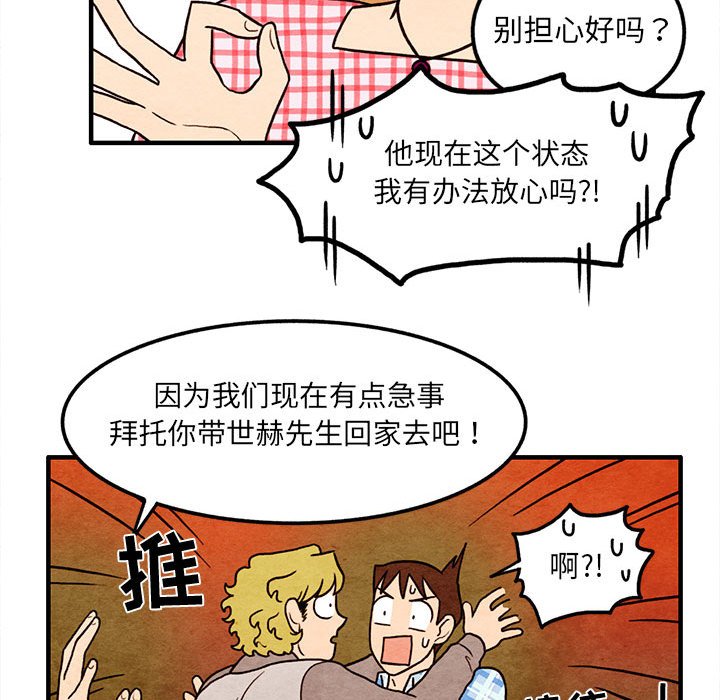 别担心好吗？
他现在这个状态
我有办法放心吗?!
因为我们现在有点急事
拜托你带世赫先生回家去吧！
推
啊?!